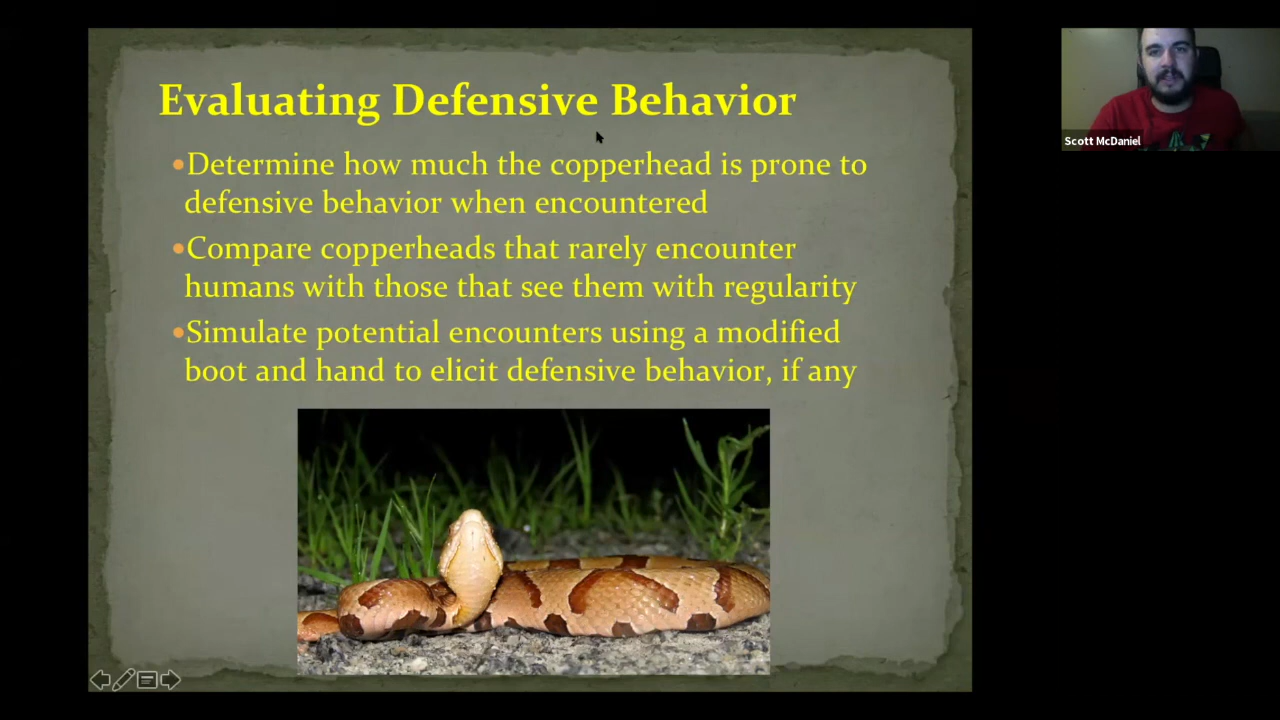 Evaluating Defensive Behavior
•Determine how much the copperhead is prone to
defensive behavior when encountered
•Compare copperheads that rarely encounter
humans with those that see them with regularity
•Simulate potential encounters using a modified
boot and hand to elicit defensive behavior, if any
Scott McDaniel